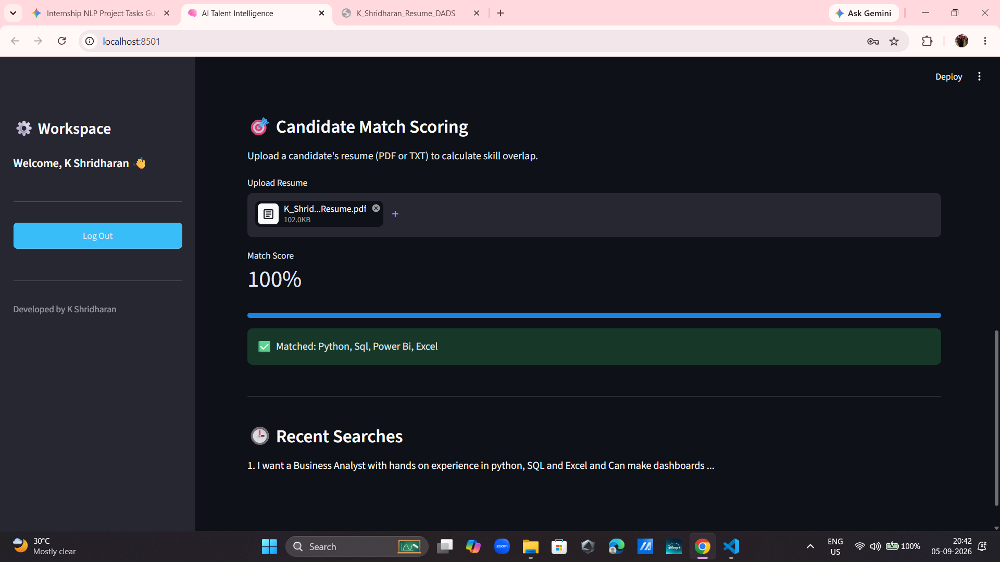 Internship NLP Project Tasks Gu
AI Talent Intelligence
K_Shridharan_Resume_DADS
Ask Gemini
localhost:8501
Deploy
Workspace
Welcome, K Shridharan
Log Out
Developed by K Shridharan
Candidate Match Scoring
Upload a candidate's resume (PDF or TXT) to calculate skill overlap.
Upload Resume
K_Shrid...Resume.pdf
102.0KB
Match Score
100%
Matched: Python, Sql, Power Bi, Excel
Recent Searches
1. I want a Business Analyst with hands on experience in python, SQL and Excel and Can make dashboards ...
30°C
Mostly clear
Search
zoom
Disney+
ENG
US
100%
20:42
05-09-2026